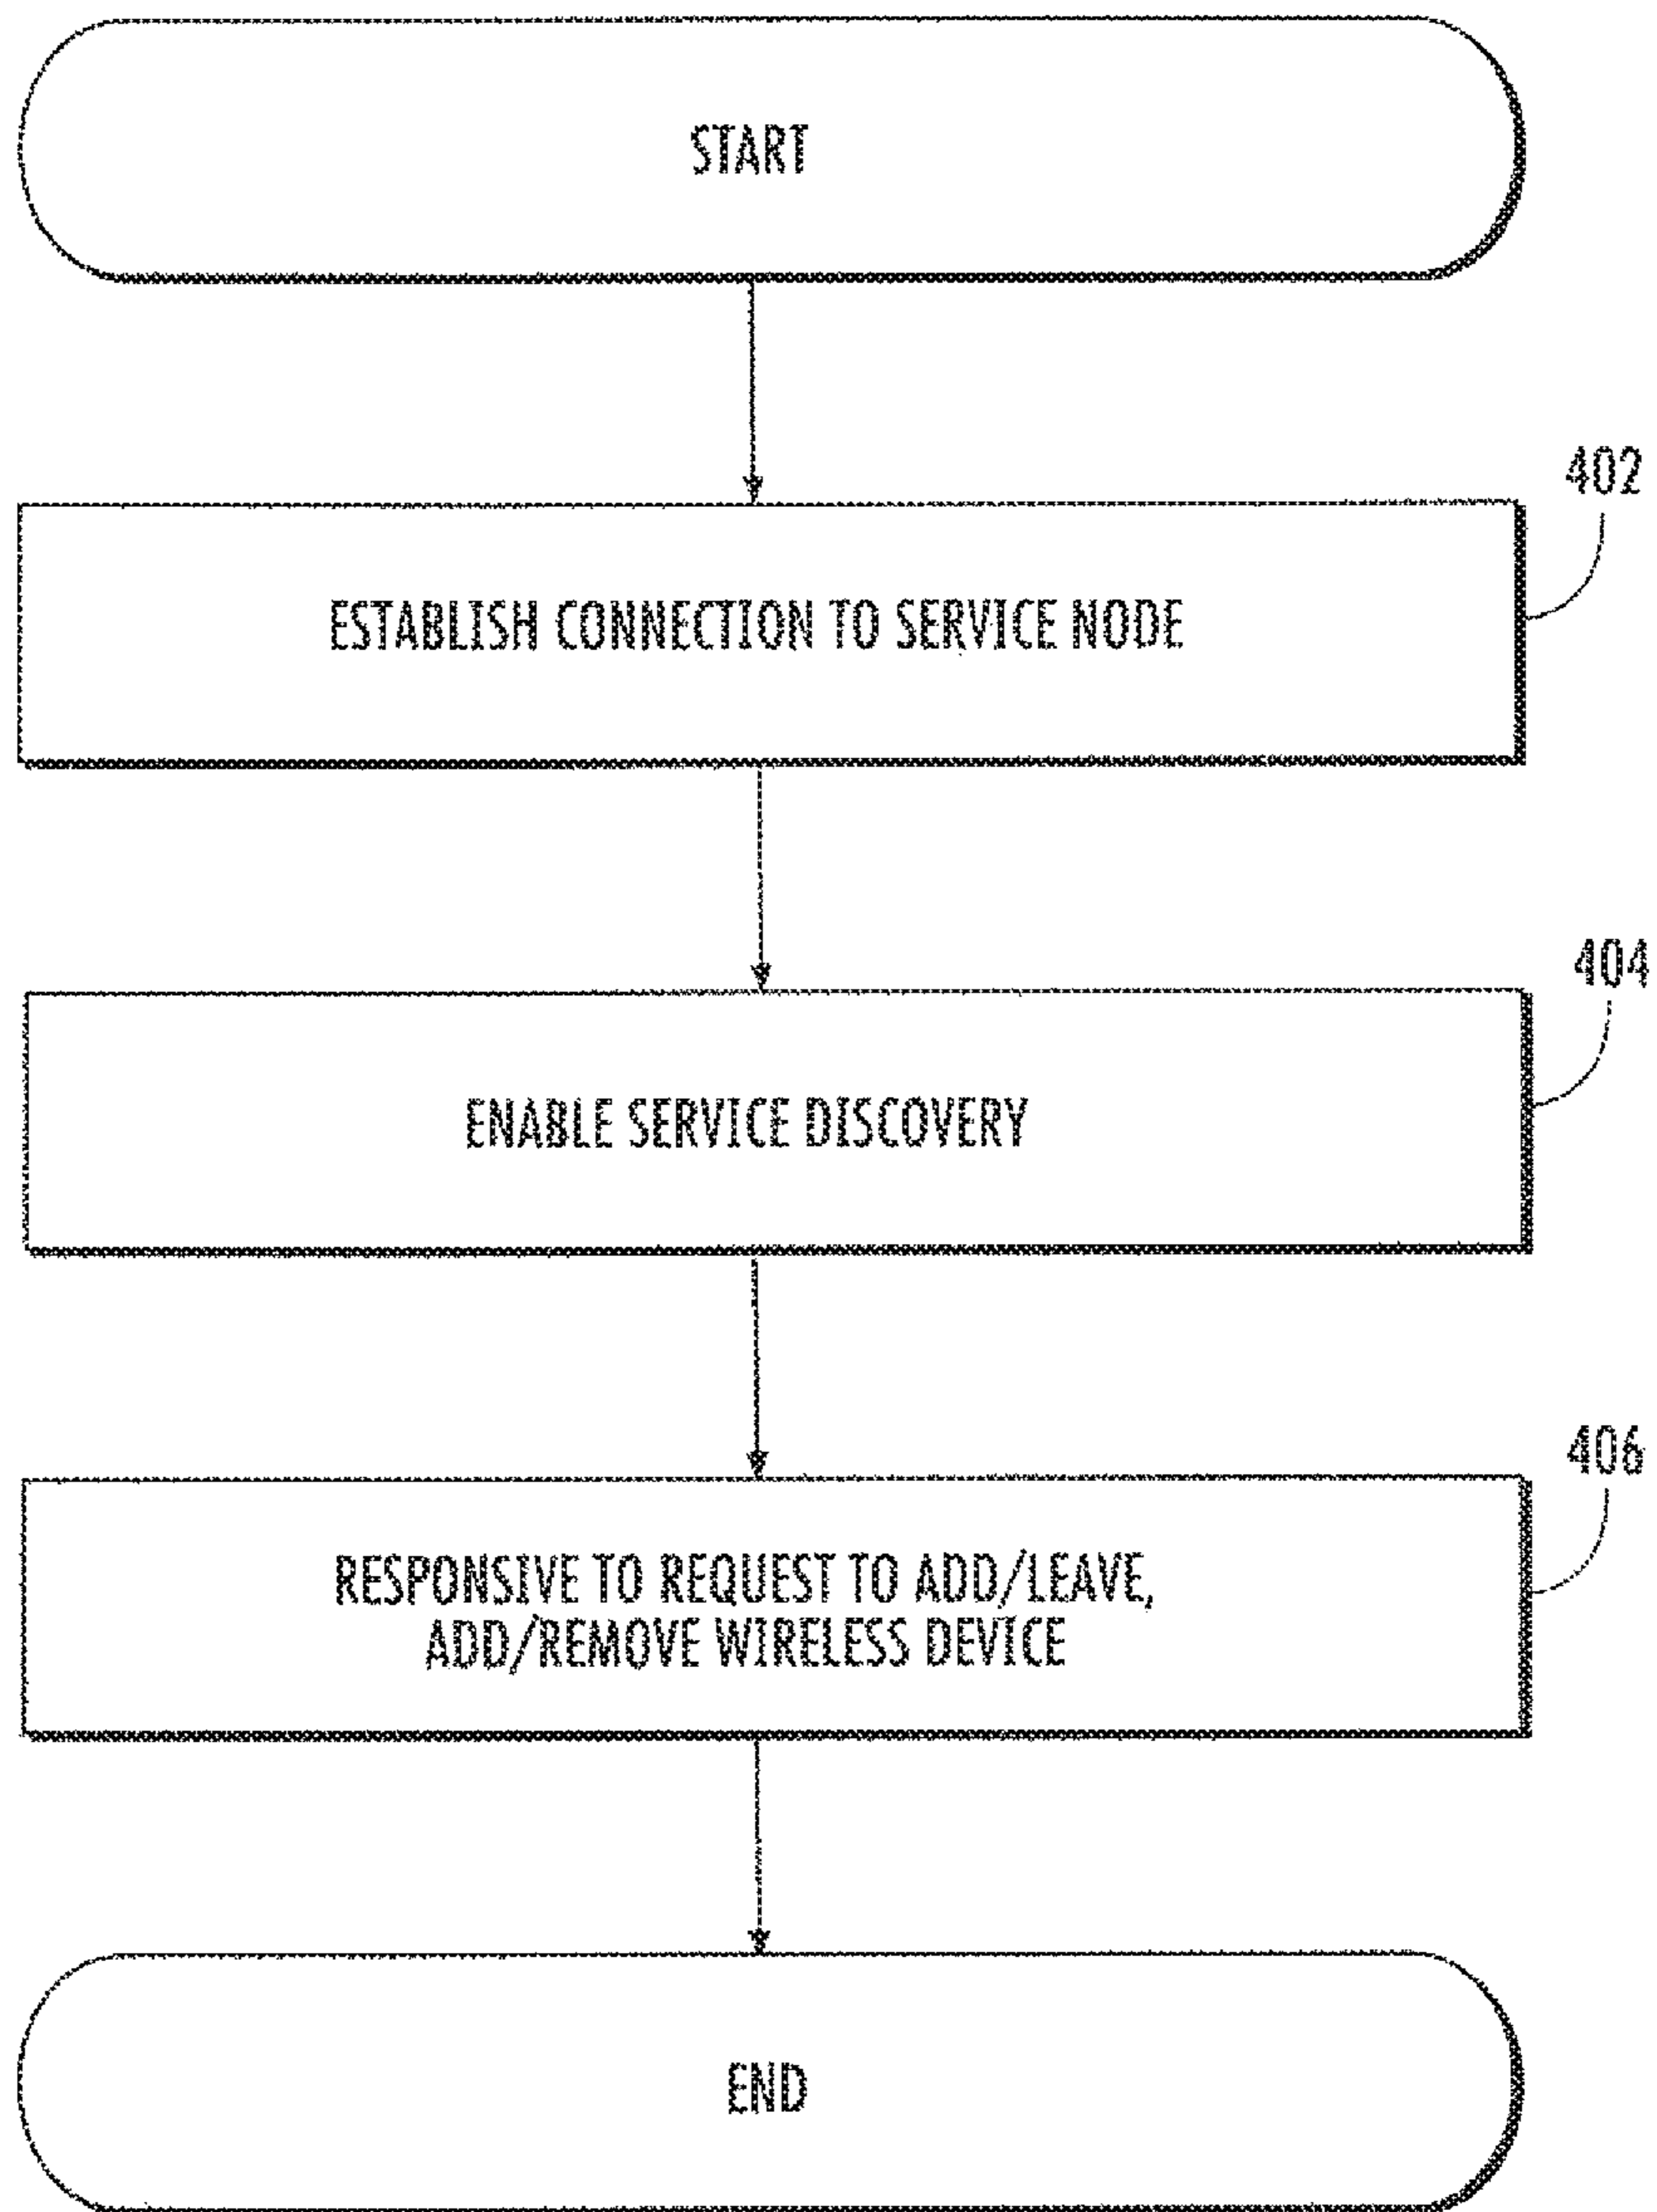 START
402
ESTABLISH CONNECTION TO SERVICE NODE
404
ENABLE SERVICE DISCOVERY
406
RESPONSIVE TO REQUEST TO ADD/LEAVE,
ADD/REMOVE WIRELESS DEVICE
END